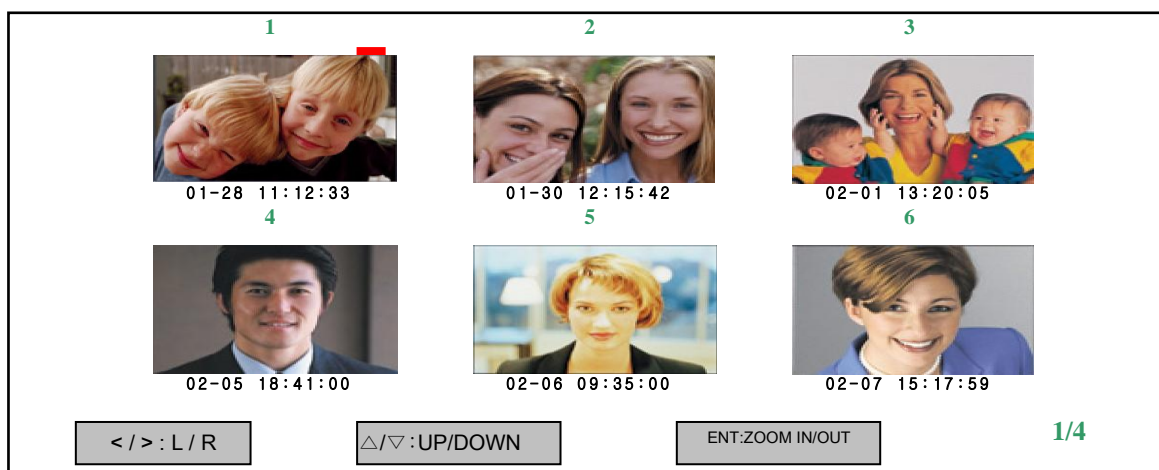 1 2 3
01-28 11:12:33 01-30 12:15:42 02-01 13:20:05
4 5 6
02-05 18:41:00 02-06 09:35:00 02-07 15:17:59
< / > : L / R △/▽:UP/DOWN ENT:ZOOM IN/OUT 1/4